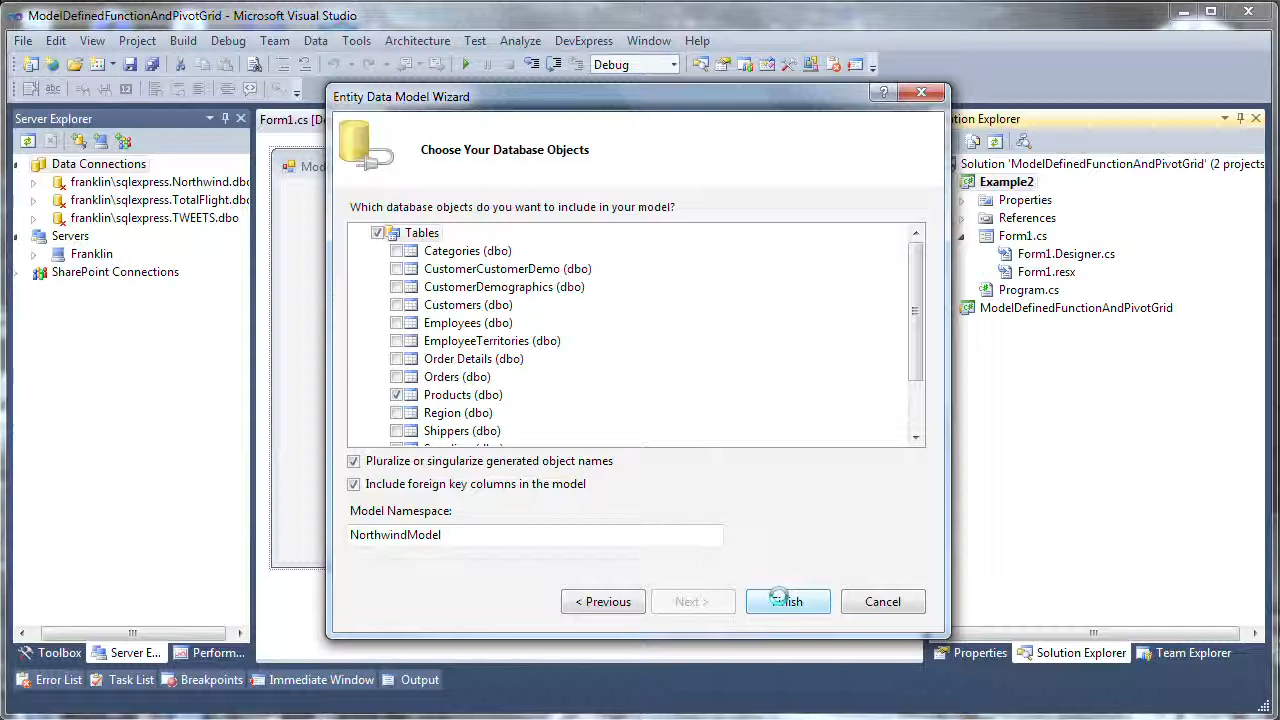 ModelDefinedFunctionAndPivotGrid - Microsoft Visual Studio
File Edit View Project Build Debug Team Data Tools Architecture Test Analyze DevExpress Window Help
Debug
Server Explorer
Data Connections
franklin\sqlexpress.Northwind.dbo
franklin\sqlexpress.TotalFlight.dbo
franklin\sqlexpress.TWEETS.dbo
Servers
Franklin
SharePoint Connections
Form1.cs
Entity Data Model Wizard
Choose Your Database Objects
Which database objects do you want to include in your model?
Tables
Categories (dbo)
CustomerCustomerDemo (dbo)
CustomerDemographics (dbo)
Customers (dbo)
Employees (dbo)
EmployeeTerritories (dbo)
Order Details (dbo)
Orders (dbo)
Products (dbo)
Region (dbo)
Shippers (dbo)
Pluralize or singularize generated object names
Include foreign key columns in the model
Model Namespace:
NorthwindModel
< Previous Next > Cancel
Explorer
Solution 'ModelDefinedFunctionAndPivotGrid' (2 projects
Example2
Properties
References
Form1.cs
Form1.Designer.cs
Form1.resx
Program.cs
ModelDefinedFunctionAndPivotGrid
Toolbox Server E... Perform...
Properties Solution Explorer Team Explorer
Error List Task List Breakpoints Immediate Window Output